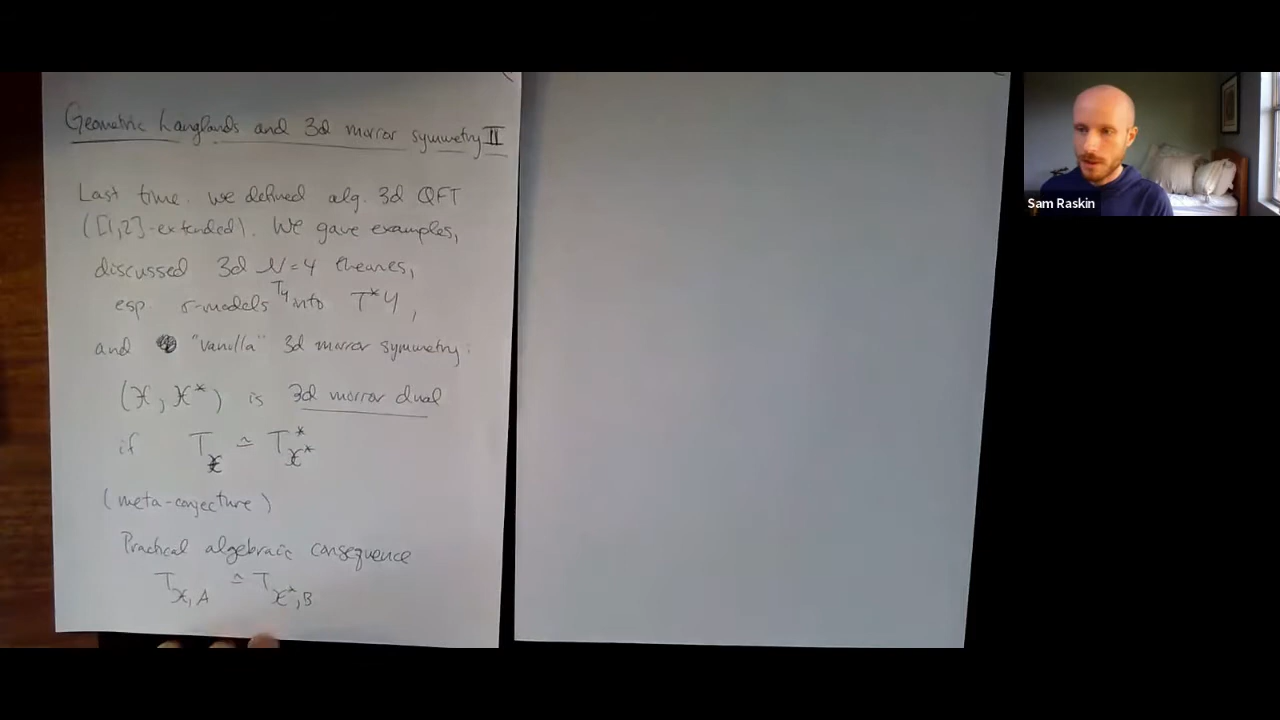 Geometric Langlands and 3d mirror symmetry II
Last time, we defined alg. 3d QFT
([1,2]-extended). We gave examples,
discussed 3d N=4 theories,
esp. σ-models T_Y into T*Y,
and "vanilla" 3d mirror symmetry:
(X, X*) is 3d mirror dual
if T_X ≃ T*_X*
(meta-conjecture)
Practical algebraic consequence
T_X,A ≃ T_X*,B
Sam Raskin